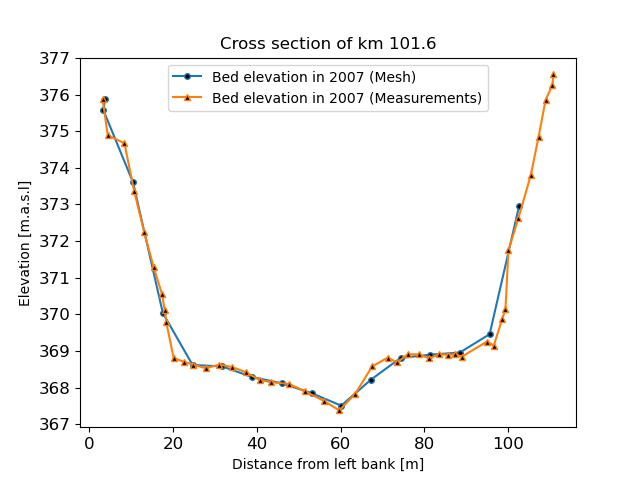 Cross section of km 101.6
Bed elevation in 2007 (Mesh)
Bed elevation in 2007 (Measurements)
Elevation [m.a.s.l]
377
376
375
374
373
372
371
370
369
368
367
0 20 40 60 80 100
Distance from left bank [m]